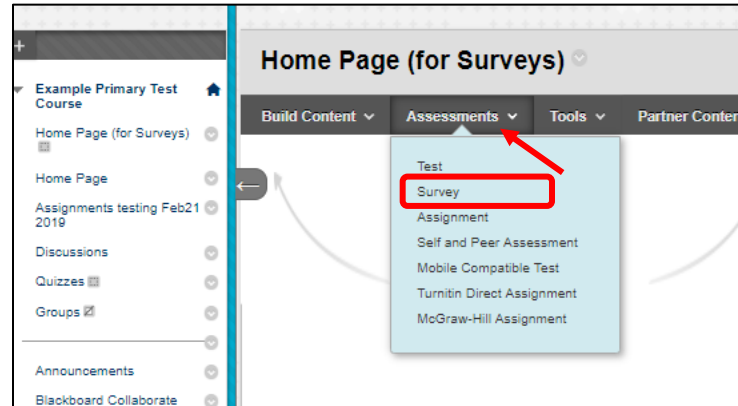 +
Example Primary Test
Course
Home Page (for Surveys)
Home Page
Assignments testing Feb21
2019
Discussions
Quizzes
Groups
Announcements
Blackboard Collaborate
Home Page (for Surveys)
Build Content
Assessments
Tools
Partner Conten
Test
Survey
Assignment
Self and Peer Assessment
Mobile Compatible Test
Turnitin Direct Assignment
McGraw-Hill Assignment